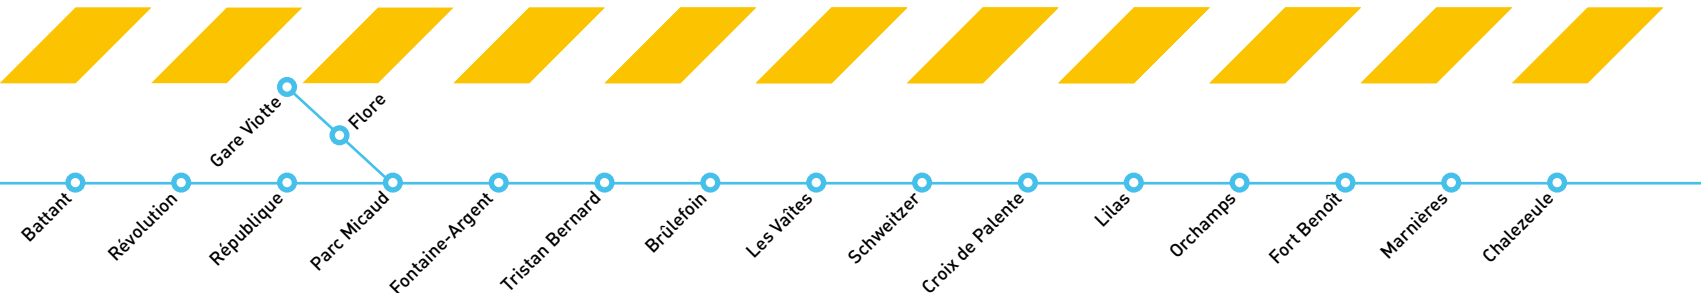 Gare Viotte
Flore
Battant
Révolution
République
Parc Micaud
Fontaine-Argent
Tristan Bernard
Brûlefoin
Les Vaîtes
Schweitzer
Croix de Palente
Lilas
Orchamps
Fort Benoît
Marnières
Chalezeule